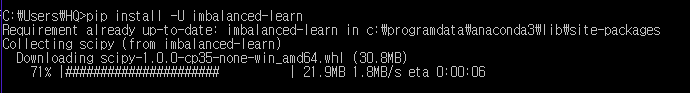 C:₩Users₩HQ>pip install -U imbalanced-learn
Requirement already up-to-date: imbalanced-learn in c:₩programdata₩anaconda3₩lib₩site-packages
Collecting scipy (from imbalanced-learn)
  Downloading scipy-1.0.0-cp35-none-win_amd64.whl (30.8MB)
    71% |####################### | 21.9MB 1.8MB/s eta 0:00:06